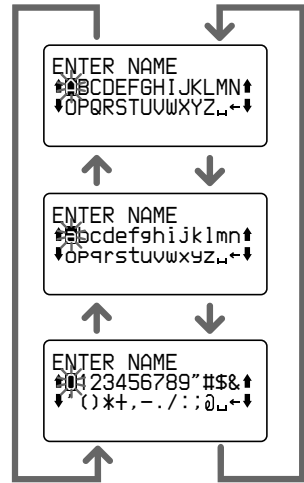 ENTER NAME
⬆ABCDEFGHIJKLMN⬆
⬇OPQRSTUVWXYZ␣←⬇
ENTER NAME
⬆abcdefghijklmn⬆
⬇opqrstuvwxyz␣←⬇
ENTER NAME
⬆0123456789"#$&⬆
⬇'()*+,-./:;@␣←⬇